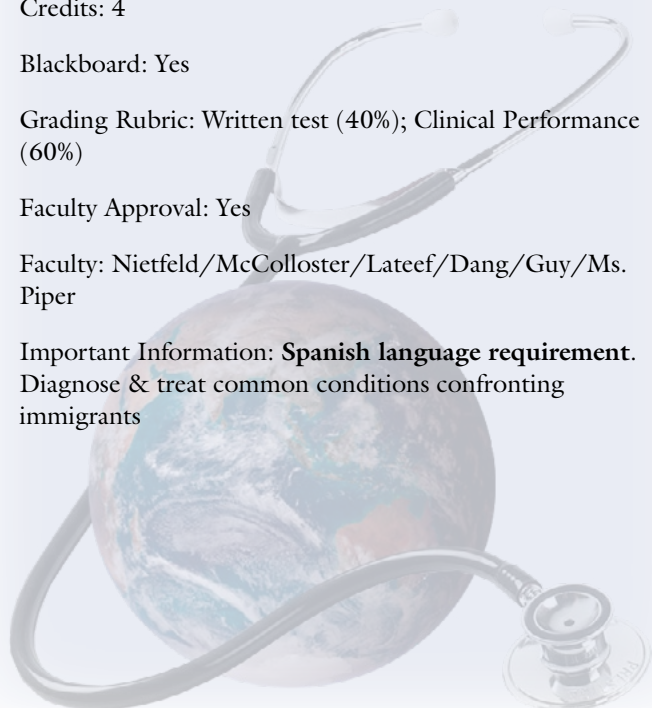 Credits: 4
Blackboard: Yes
Grading Rubric: Written test (40%); Clinical Performance
(60%)
Faculty Approval: Yes
Faculty: Nietfeld/McColloster/Lateef/Dang/Guy/Ms.
Piper
Important Information: Spanish language requirement.
Diagnose & treat common conditions confronting
immigrants